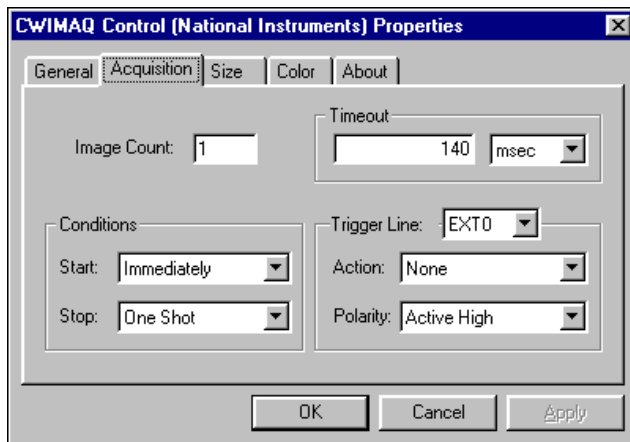 CWIMAQ Control (National Instruments) Properties
General Acquisition Size Color About
Image Count: 1
Timeout
140 msec
Conditions
Start: Immediately
Stop: One Shot
Trigger Line: EXT0
Action: None
Polarity: Active High
OK Cancel Apply